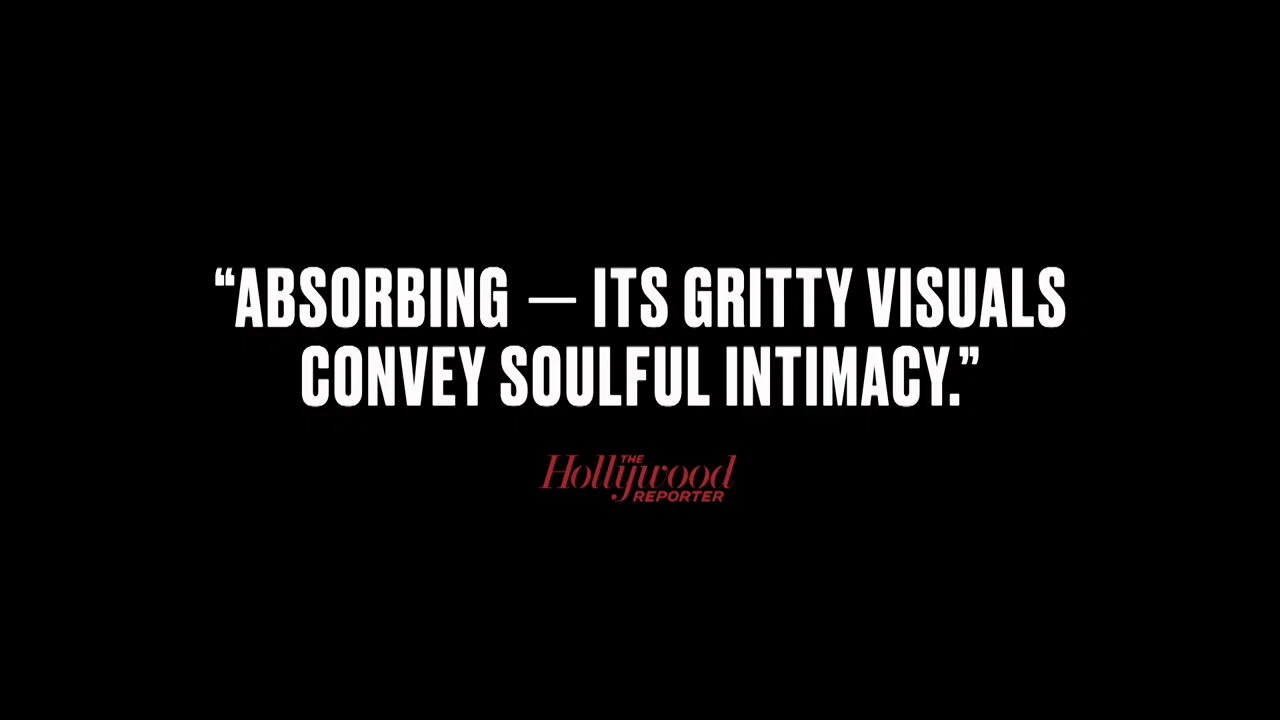 “ABSORBING — ITS GRITTY VISUALS
CONVEY SOULFUL INTIMACY.”
THE
Hollywood
REPORTER